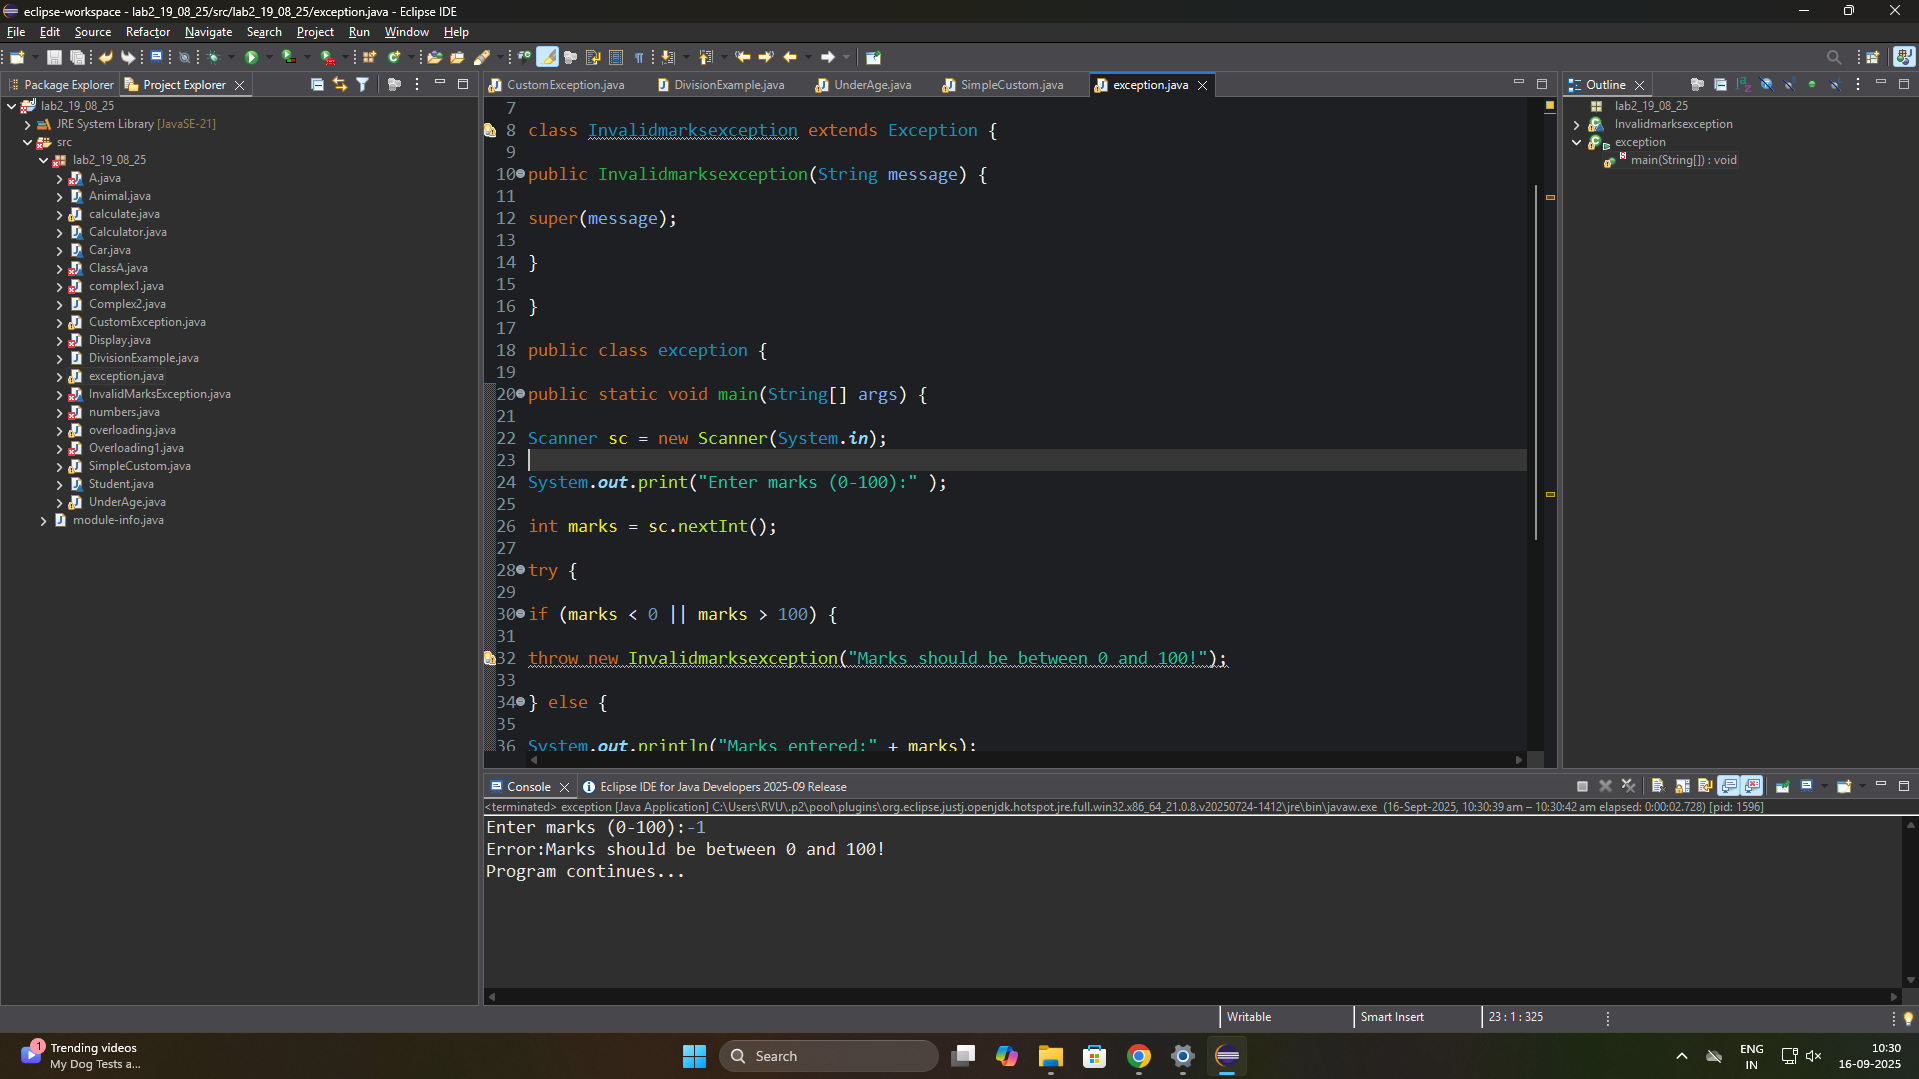 eclipse-workspace - lab2_19_08_25/src/lab2_19_08_25/exception.java - Eclipse IDE
File Edit Source Refactor Navigate Search Project Run Window Help
Package Explorer Project Explorer
lab2_19_08_25
JRE System Library [JavaSE-21]
src
lab2_19_08_25
A.java
Animal.java
calculate.java
Calculator.java
Car.java
ClassA.java
complex1.java
Complex2.java
CustomException.java
Display.java
DivisionExample.java
exception.java
InvalidMarksException.java
numbers.java
overloading.java
Overloading1.java
SimpleCustom.java
Student.java
UnderAge.java
module-info.java
CustomException.java DivisionExample.java UnderAge.java SimpleCustom.java exception.java
7
8 class Invalidmarksexception extends Exception {
9
10 public Invalidmarksexception(String message) {
11
12 super(message);
13
14 }
15
16 }
17
18 public class exception {
19
20 public static void main(String[] args) {
21
22 Scanner sc = new Scanner(System.in);
23
24 System.out.print("Enter marks (0-100):" );
25
26 int marks = sc.nextInt();
27
28 try {
29
30 if (marks < 0 || marks > 100) {
31
32 throw new Invalidmarksexception("Marks should be between 0 and 100!");
33
34 } else {
35
36 System.out.println("Marks entered:" + marks);
Outline
lab2_19_08_25
Invalidmarksexception
exception
main(String[]) : void
Console Eclipse IDE for Java Developers 2025-09 Release
<terminated> exception [Java Application] C:\Users\RVU\.p2\pool\plugins\org.eclipse.justj.openjdk.hotspot.jre.full.win32.x86_64_21.0.8.v20250724-1412\jre\bin\javaw.exe (16-Sept-2025, 10:30:39 am – 10:30:42 am elapsed: 0:00:02.728) [pid: 1596]
Enter marks (0-100):-1
Error:Marks should be between 0 and 100!
Program continues...
Writable Smart Insert 23 : 1 : 325
1
Trending videos
My Dog Tests a...
Search
ENG
IN
10:30
16-09-2025